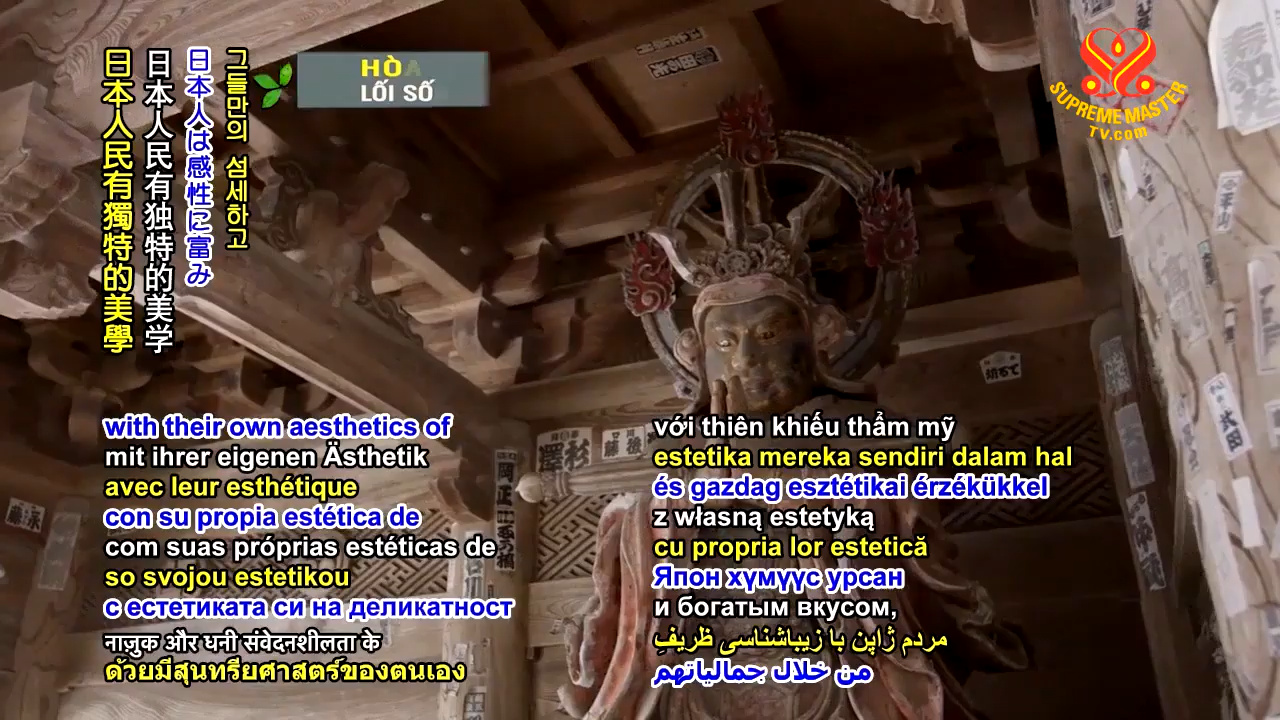 日本人民有獨特的美學
日本人民有独特的美学
日本人は感性に富み
그들만의 섬세하고
HÒA
LỐI SỐ
SUPREME MASTER
TV.com
with their own aesthetics of
mit ihrer eigenen Ästhetik
avec leur esthétique
con su propia estética de
com suas próprias estéticas de
so svojou estetikou
с естетиката си на деликатност
नाज़ुक और धनी संवेदनशीलता के
ด้วยมีสุนทรียศาสตร์ของตนเอง
với thiên khiếu thẩm mỹ
estetika mereka sendiri dalam hal
és gazdag esztétikai érzékükkel
z własną estetyką
cu propria lor estetică
Япон хүмүүс урсан
и богатым вкусом,
مردم ژاپن با زیباشناسی ظریفِ
من خلال جمالياتهم
澤杉
藤後
藤永